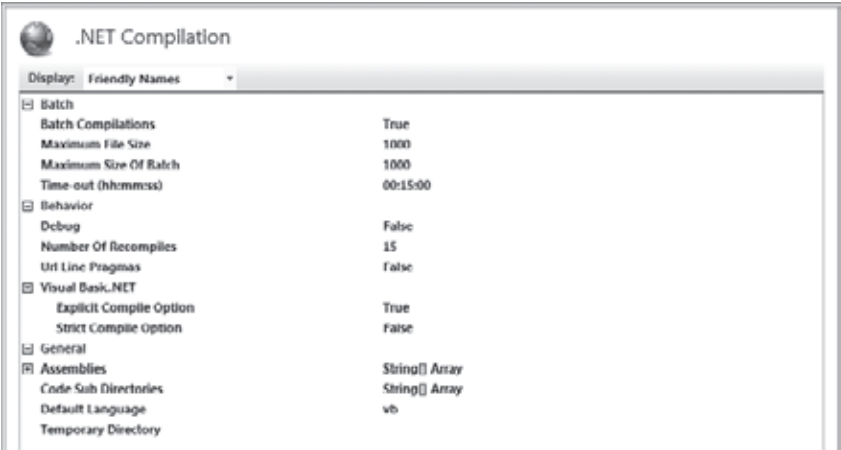 .NET Compilation
Display: Friendly Names
Batch
Batch Compilations True
Maximum File Size 1000
Maximum Size Of Batch 1000
Time-out (hh:mm:ss) 00:15:00
Behavior
Debug False
Number Of Recompiles 15
Url Line Pragmas False
Visual Basic.NET
Explicit Compile Option True
Strict Compile Option False
General
Assemblies String[] Array
Code Sub Directories String[] Array
Default Language vb
Temporary Directory